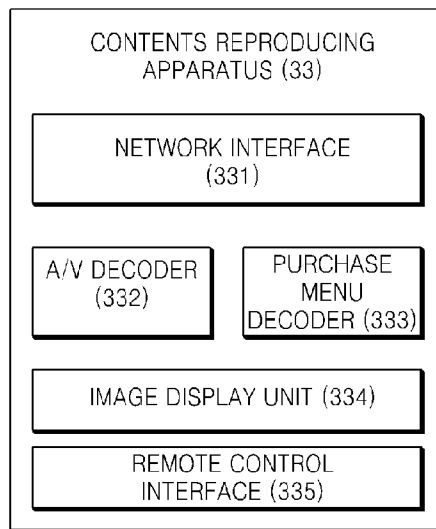 CONTENTS REPRODUCING
APPARATUS (33)
NETWORK INTERFACE
(331)
A/V DECODER
(332)
PURCHASE
MENU
DECODER (333)
IMAGE DISPLAY UNIT (334)
REMOTE CONTROL
INTERFACE (335)